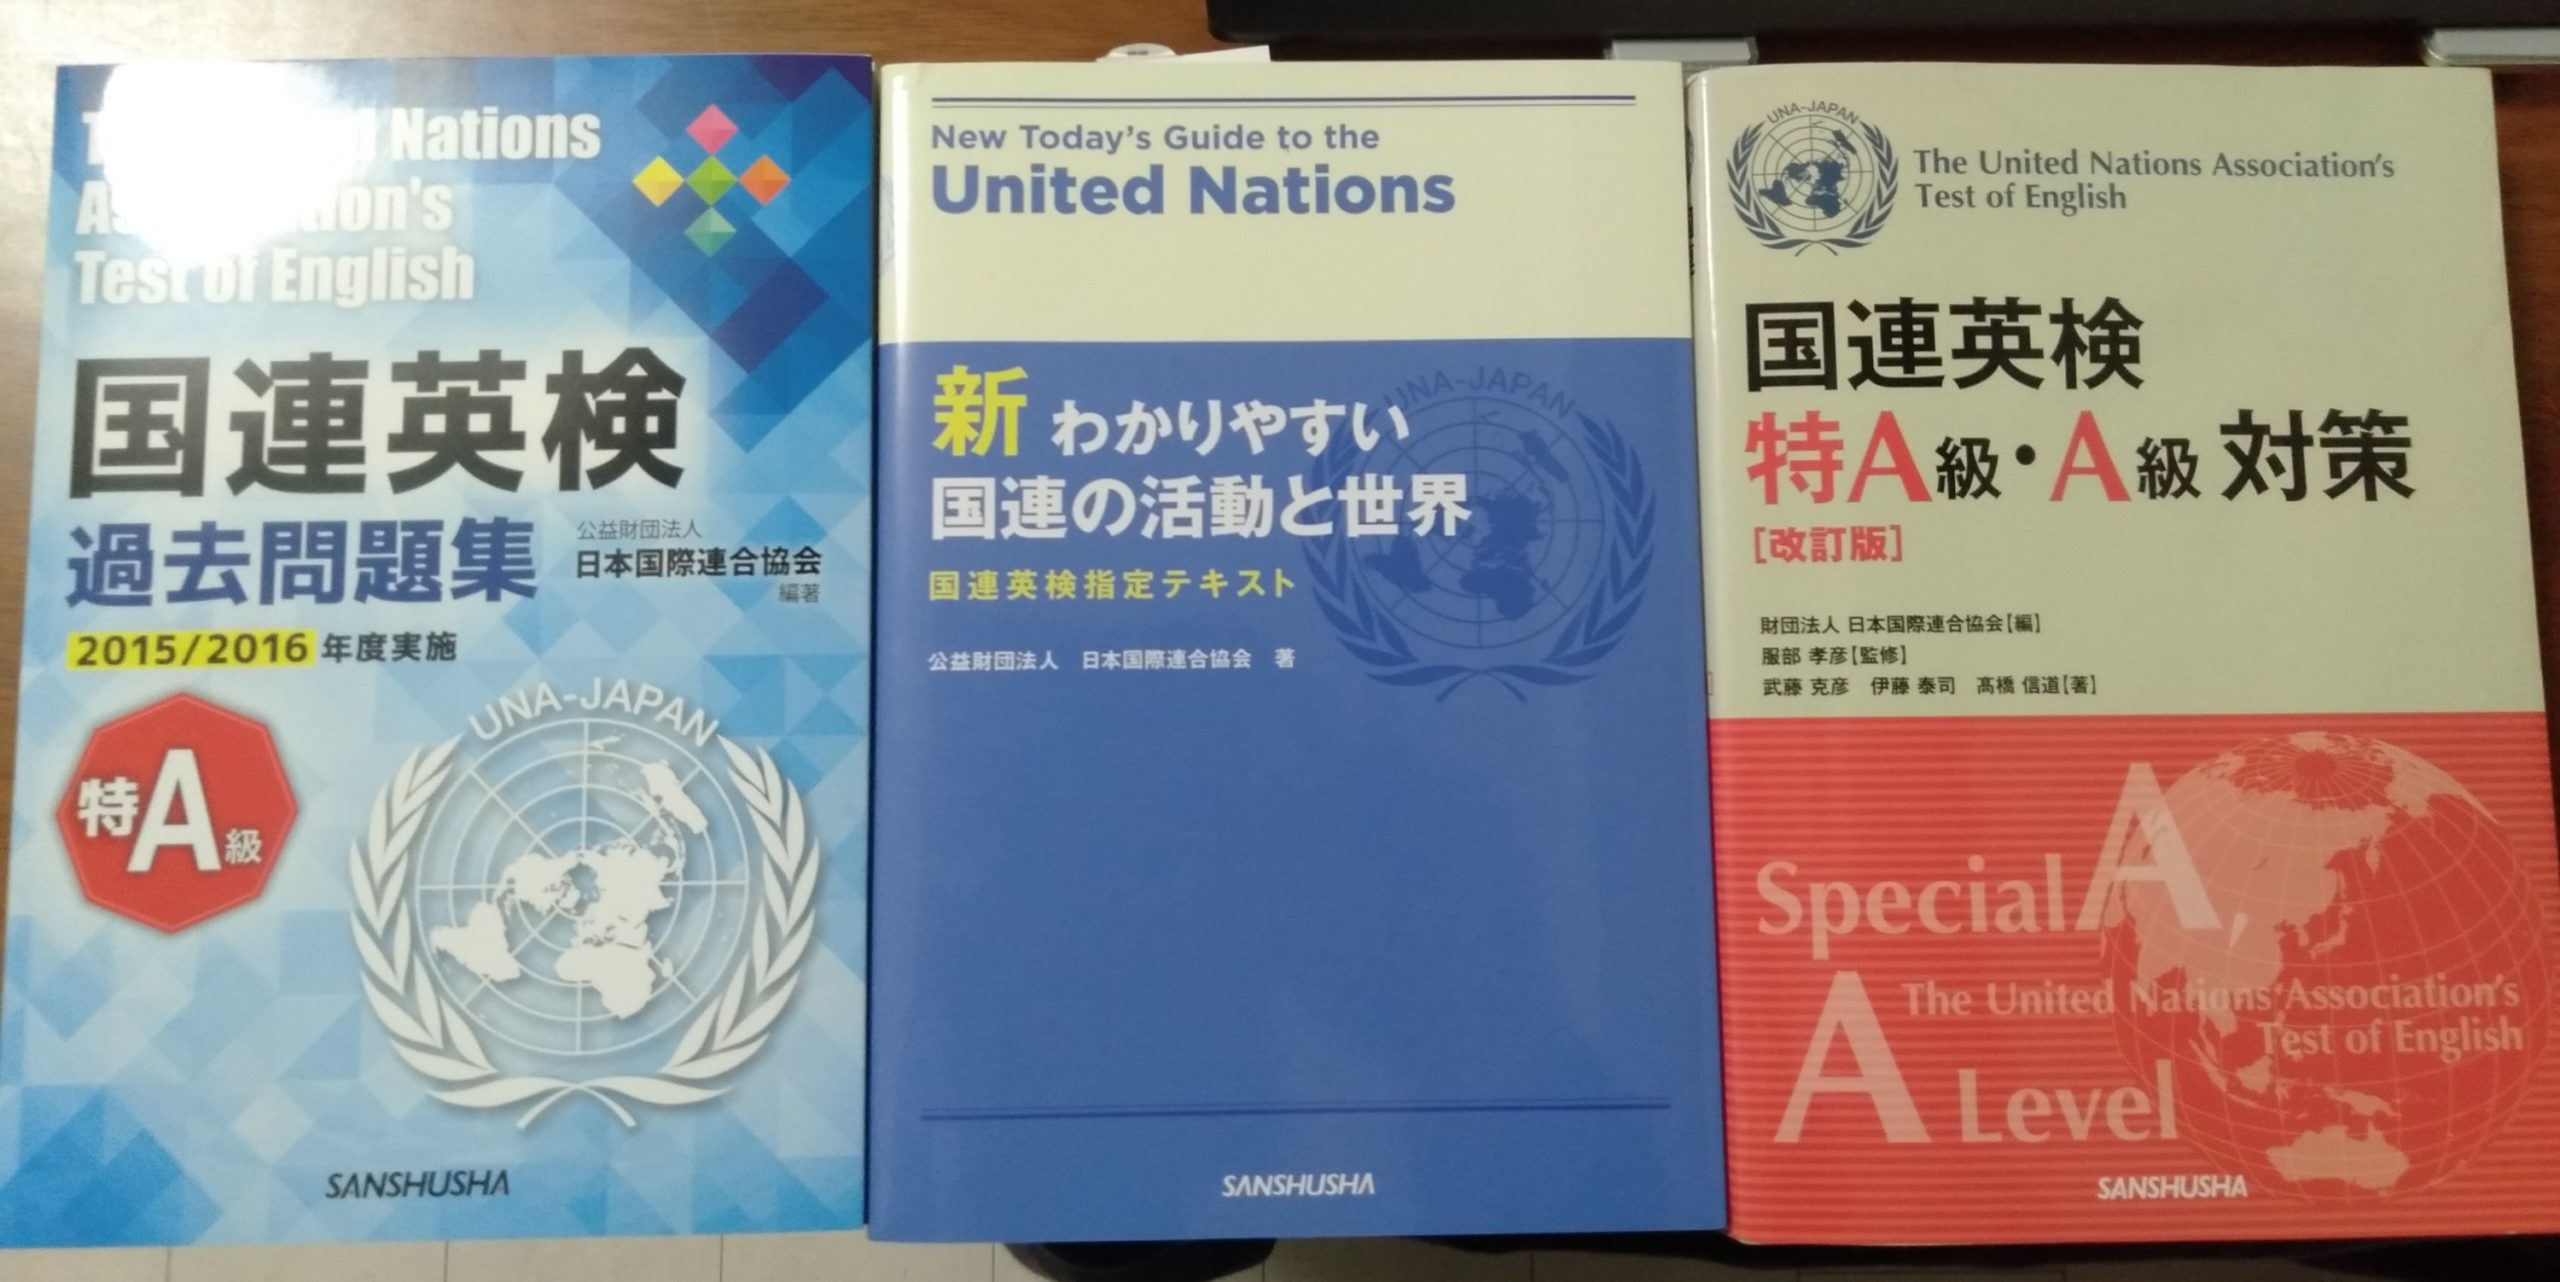 Nations
Test of English
国連英検
過去問題集
公益財団法人
日本国際連合協会
編著
2015/2016年度実施
特A級
UNA-JAPAN
SANSHUSHA
New Today's Guide to the
United Nations
新 わかりやすい
国連の活動と世界
国連英検指定テキスト
公益財団法人 日本国際連合協会 著
UNA-JAPAN
SANSHUSHA
UNA-JAPAN
The United Nations Association's
Test of English
国連英検
特A級・A級 対策
[改訂版]
財団法人 日本国際連合協会【編】
服部 孝彦【監修】
武藤 克彦 伊藤 泰司 髙橋 信道【著】
Special A,
A Level
The United Nations Association's
Test of English
SANSHUSHA